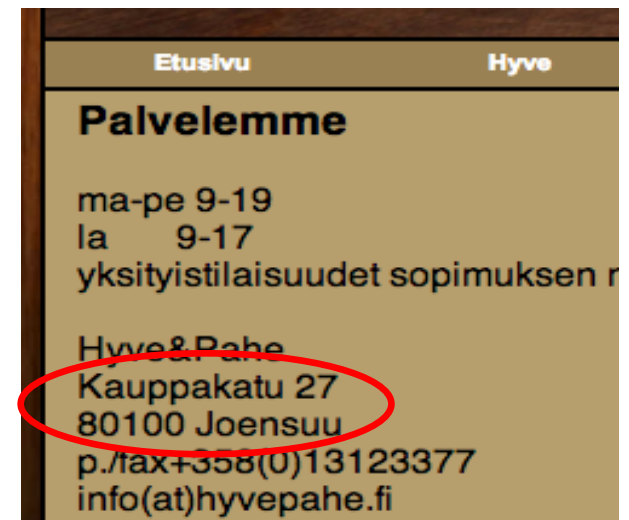 Etusivu Hyve
Palvelemme
ma-pe 9-19
la 9-17
yksityistilaisuudet sopimuksen
Hyve&Pahe
Kauppakatu 27
80100 Joensuu
p./fax+358(0)13123377
info(at)hyvepahe.fi